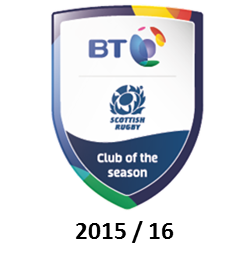 BT
SCOTTISH
RUGBY
Club of the
season
2015 / 16